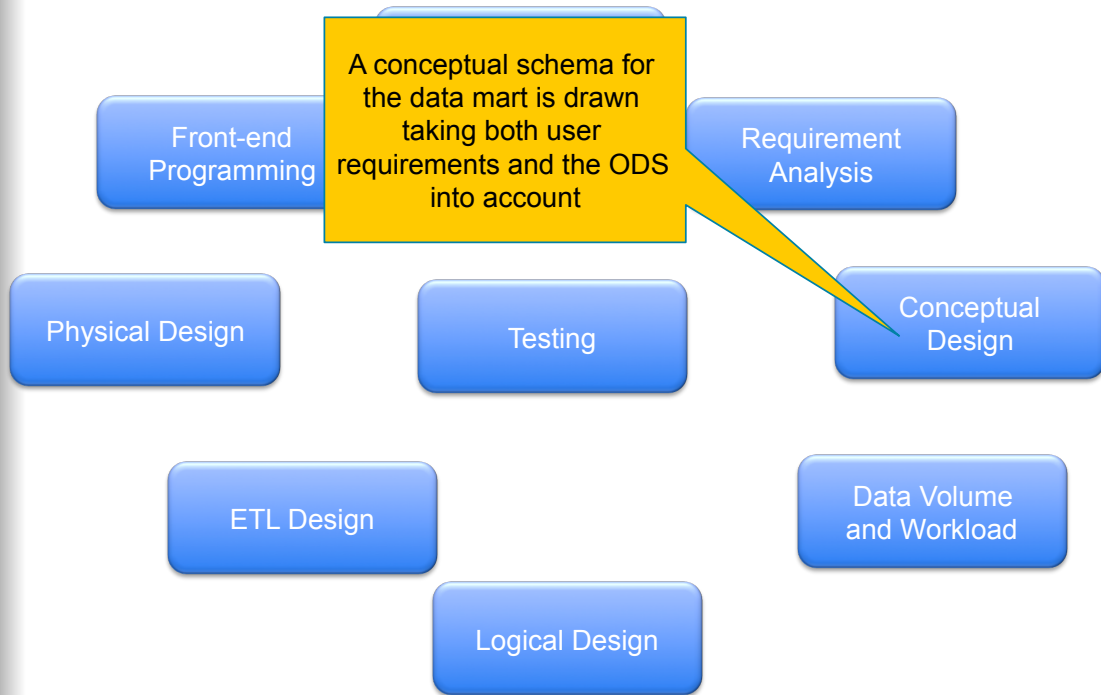 A conceptual schema for
the data mart is drawn
taking both user
requirements and the ODS
into account
Front-end
Programming
Requirement
Analysis
Physical Design
Testing
Conceptual
Design
ETL Design
Data Volume
and Workload
Logical Design